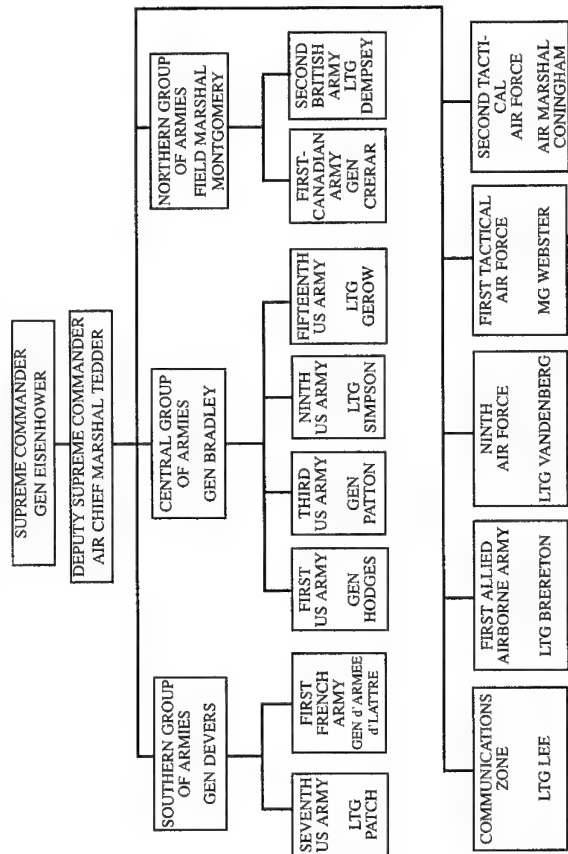 SUPREME COMMANDER
GEN EISENHOWER
DEPUTY SUPREME COMMANDER
AIR CHIEF MARSHAL TEDDER
SOUTHERN GROUP
OF ARMIES
GEN DEVERS
CENTRAL GROUP
OF ARMIES
GEN BRADLEY
NORTHERN GROUP
OF ARMIES
FIELD MARSHAL
MONTGOMERY
SEVENTH
US ARMY
LTG
PATCH
FIRST
FRENCH
ARMY
GEN d'ARMEE
d'LATTRE
FIRST
US ARMY
GEN
HODGES
THIRD
US ARMY
GEN
PATTON
NINTH
US ARMY
LTG
SIMPSON
FIFTEENTH
US ARMY
LTG
GEROW
FIRST-
CANADIAN
ARMY
GEN
CRERAR
SECOND
BRITISH
ARMY
LTG
DEMPSEY
COMMUNICATIONS
ZONE
LTG LEE
FIRST ALLIED
AIRBORNE ARMY
LTG BRERETON
NINTH
AIR FORCE
LTG VANDENBERG
FIRST TACTICAL
AIR FORCE
MG WEBSTER
SECOND TACTI-
CAL
AIR FORCE
AIR MARSHAL
CONINGHAM